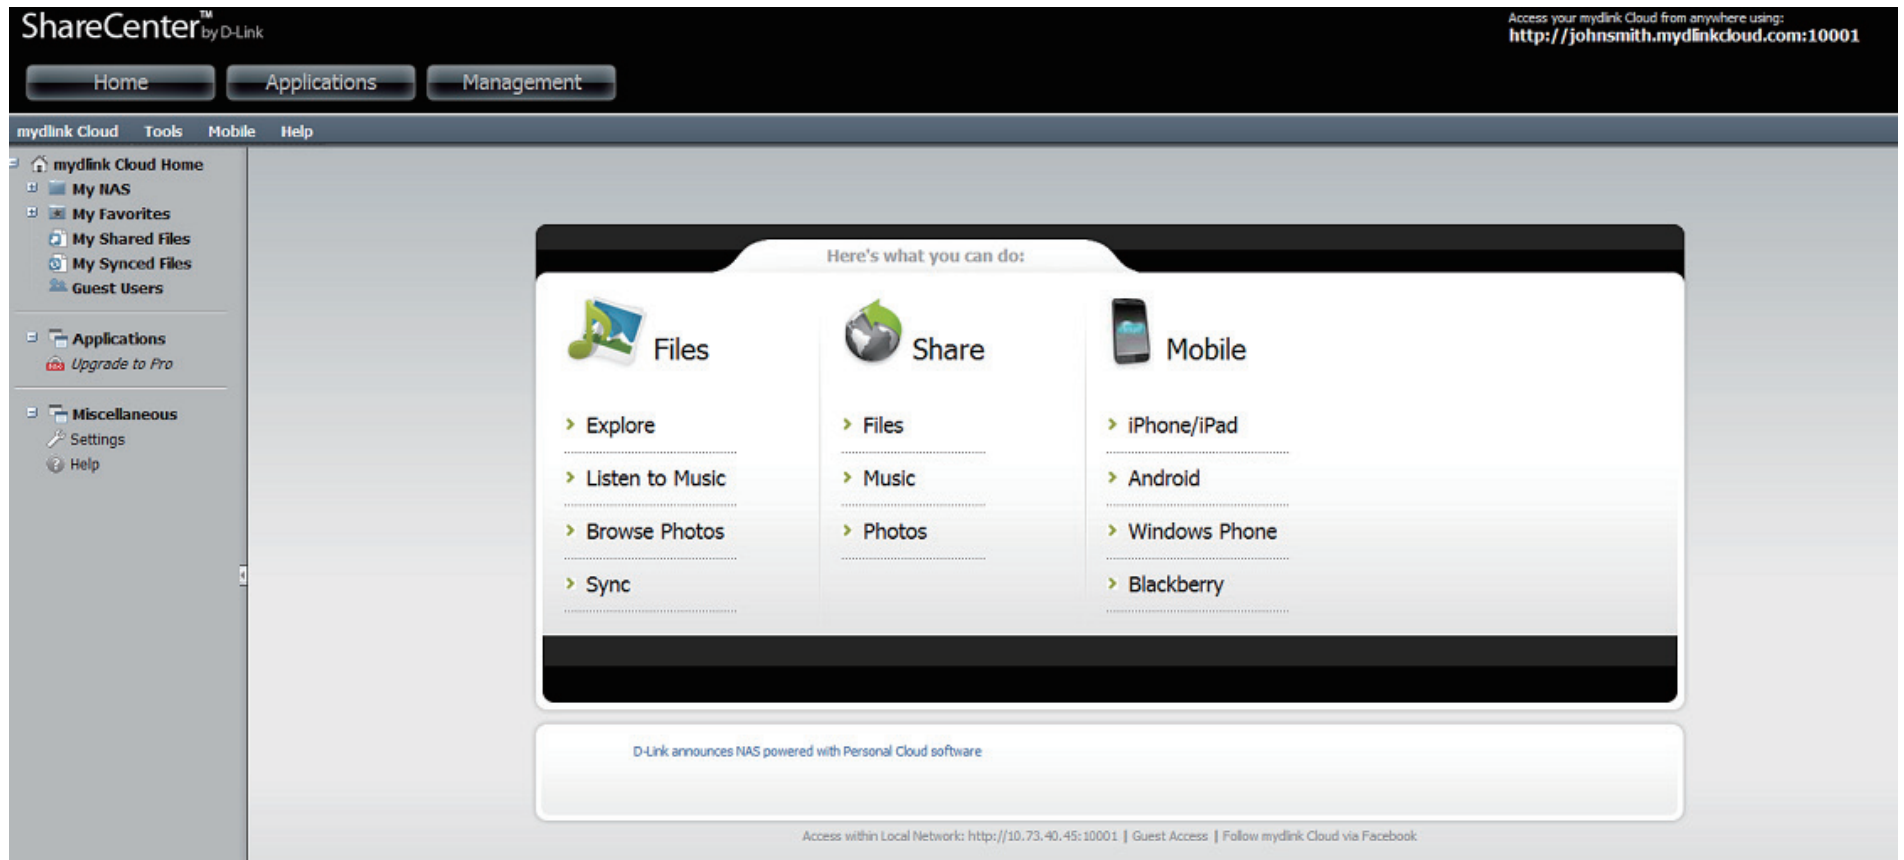 ShareCenter™ by D-Link
Access your mydlink Cloud from anywhere using:
http://johnsmith.mydlinkcloud.com:10001
Home Applications Management
mydlink Cloud Tools Mobile Help
mydlink Cloud Home
My NAS
My Favorites
My Shared Files
My Synced Files
Guest Users
Applications
Upgrade to Pro
Miscellaneous
Settings
Help
Here's what you can do:
Files
Explore
Listen to Music
Browse Photos
Sync
Share
Files
Music
Photos
Mobile
iPhone/iPad
Android
Windows Phone
Blackberry
D-Link announces NAS powered with Personal Cloud software
Access within Local Network: http://10.73.40.45:10001 | Guest Access | Follow mydlink Cloud via Facebook